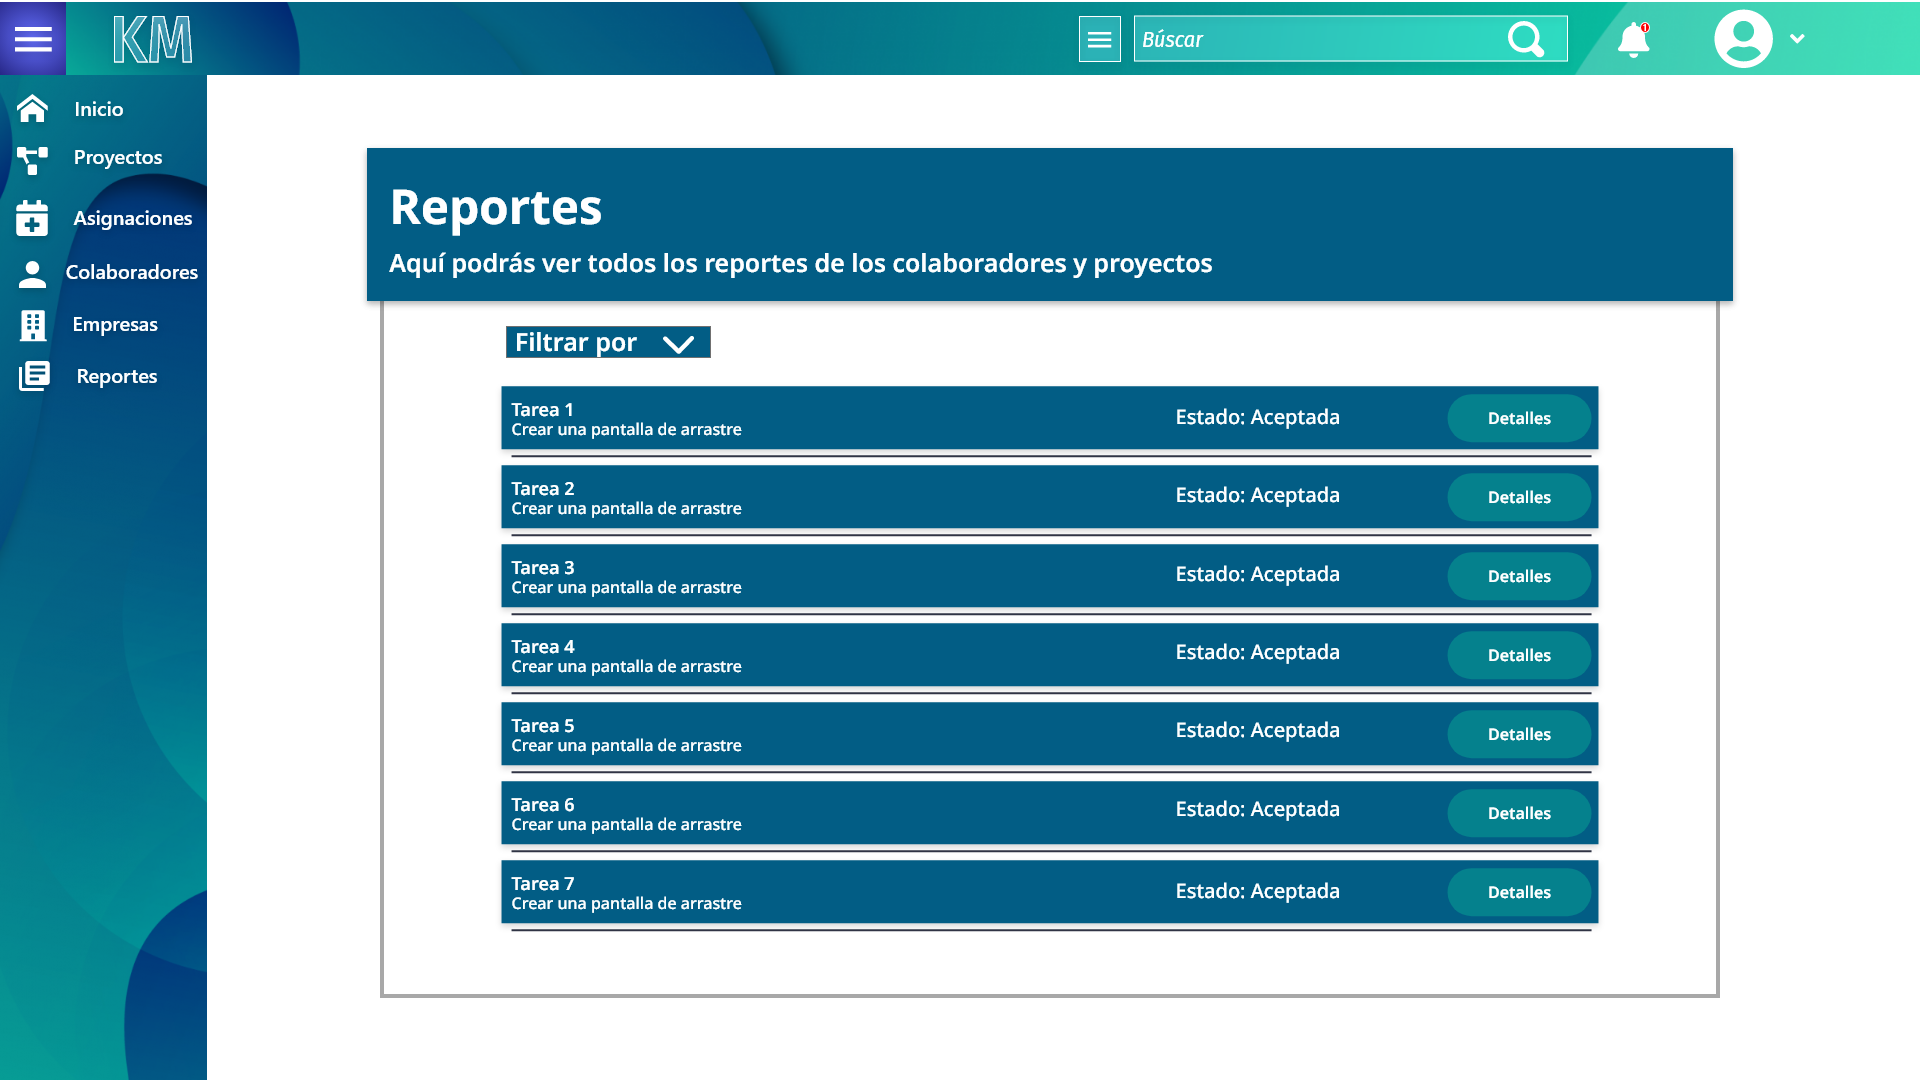 KM
Búscar
1
Inicio
Proyectos
Asignaciones
Colaboradores
Empresas
Reportes
Reportes
Aquí podrás ver todos los reportes de los colaboradores y proyectos
Filtrar por
Tarea 1
Crear una pantalla de arrastre
Estado: Aceptada
Detalles
Tarea 2
Crear una pantalla de arrastre
Estado: Aceptada
Detalles
Tarea 3
Crear una pantalla de arrastre
Estado: Aceptada
Detalles
Tarea 4
Crear una pantalla de arrastre
Estado: Aceptada
Detalles
Tarea 5
Crear una pantalla de arrastre
Estado: Aceptada
Detalles
Tarea 6
Crear una pantalla de arrastre
Estado: Aceptada
Detalles
Tarea 7
Crear una pantalla de arrastre
Estado: Aceptada
Detalles